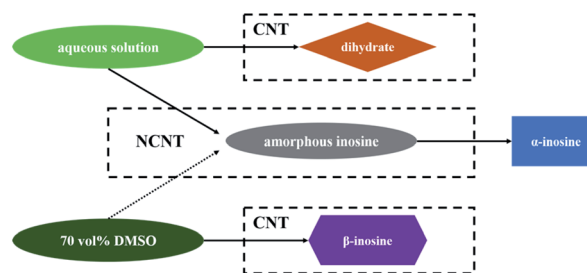 CNT
aqueous solution
dihydrate
NCNT
amorphous inosine
α-inosine
CNT
70 vol% DMSO
β-inosine